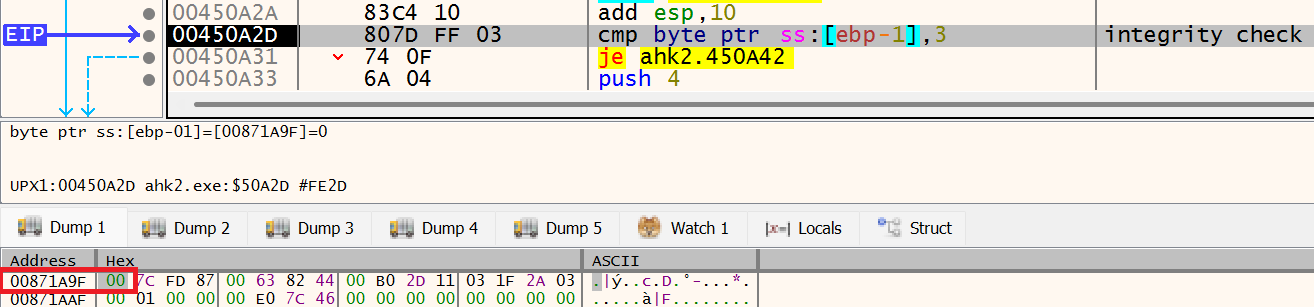 00450A2A 83C4 10 add esp,10
EIP 00450A2D 807D FF 03 cmp byte ptr ss:[ebp-1],3 integrity check
00450A31 74 0F je ahk2.450A42
00450A33 6A 04 push 4
byte ptr ss:[ebp-01]=[00871A9F]=0
UPX1:00450A2D ahk2.exe:$50A2D #FE2D
Dump 1 Dump 2 Dump 3 Dump 4 Dump 5 Watch 1 [x=] Locals Struct
Address Hex ASCII
00871A9F 00 7C FD 87 00 63 82 44 00 B0 2D 11 03 1F 2A 03 .|ý..c.D.°-...*.
00871AAF 00 01 00 00 00 E0 7C 46 00 00 00 00 00 00 00 00 .....à|F........